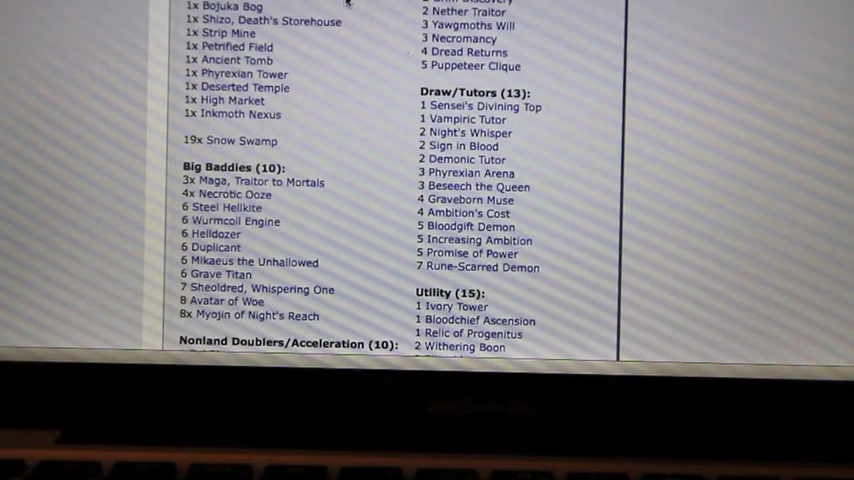 1x Bojuka Bog
1x Shizo, Death's Storehouse
1x Strip Mine
1x Petrified Field
1x Ancient Tomb
1x Phyrexian Tower
1x Deserted Temple
1x High Market
1x Inkmoth Nexus
19x Snow Swamp
Big Baddies (10):
3x Maga, Traitor to Mortals
4x Necrotic Ooze
6 Steel Hellkite
6 Wurmcoil Engine
6 Helldozer
6 Duplicant
6 Mikaeus the Unhallowed
6 Grave Titan
7 Sheoldred, Whispering One
8 Avatar of Woe
8x Myojin of Night's Reach
Nonland Doublers/Acceleration (10):
2 Nether Traitor
3 Yawgmoths Will
3 Necromancy
4 Dread Returns
5 Puppeteer Clique
Draw/Tutors (13):
1 Sensei's Divining Top
1 Vampiric Tutor
2 Night's Whisper
2 Sign in Blood
2 Demonic Tutor
3 Phyrexian Arena
3 Beseech the Queen
4 Graveborn Muse
4 Ambition's Cost
5 Bloodgift Demon
5 Increasing Ambition
5 Promise of Power
7 Rune-Scarred Demon
Utility (15):
1 Ivory Tower
1 Bloodchief Ascension
1 Relic of Progenitus
2 Withering Boon